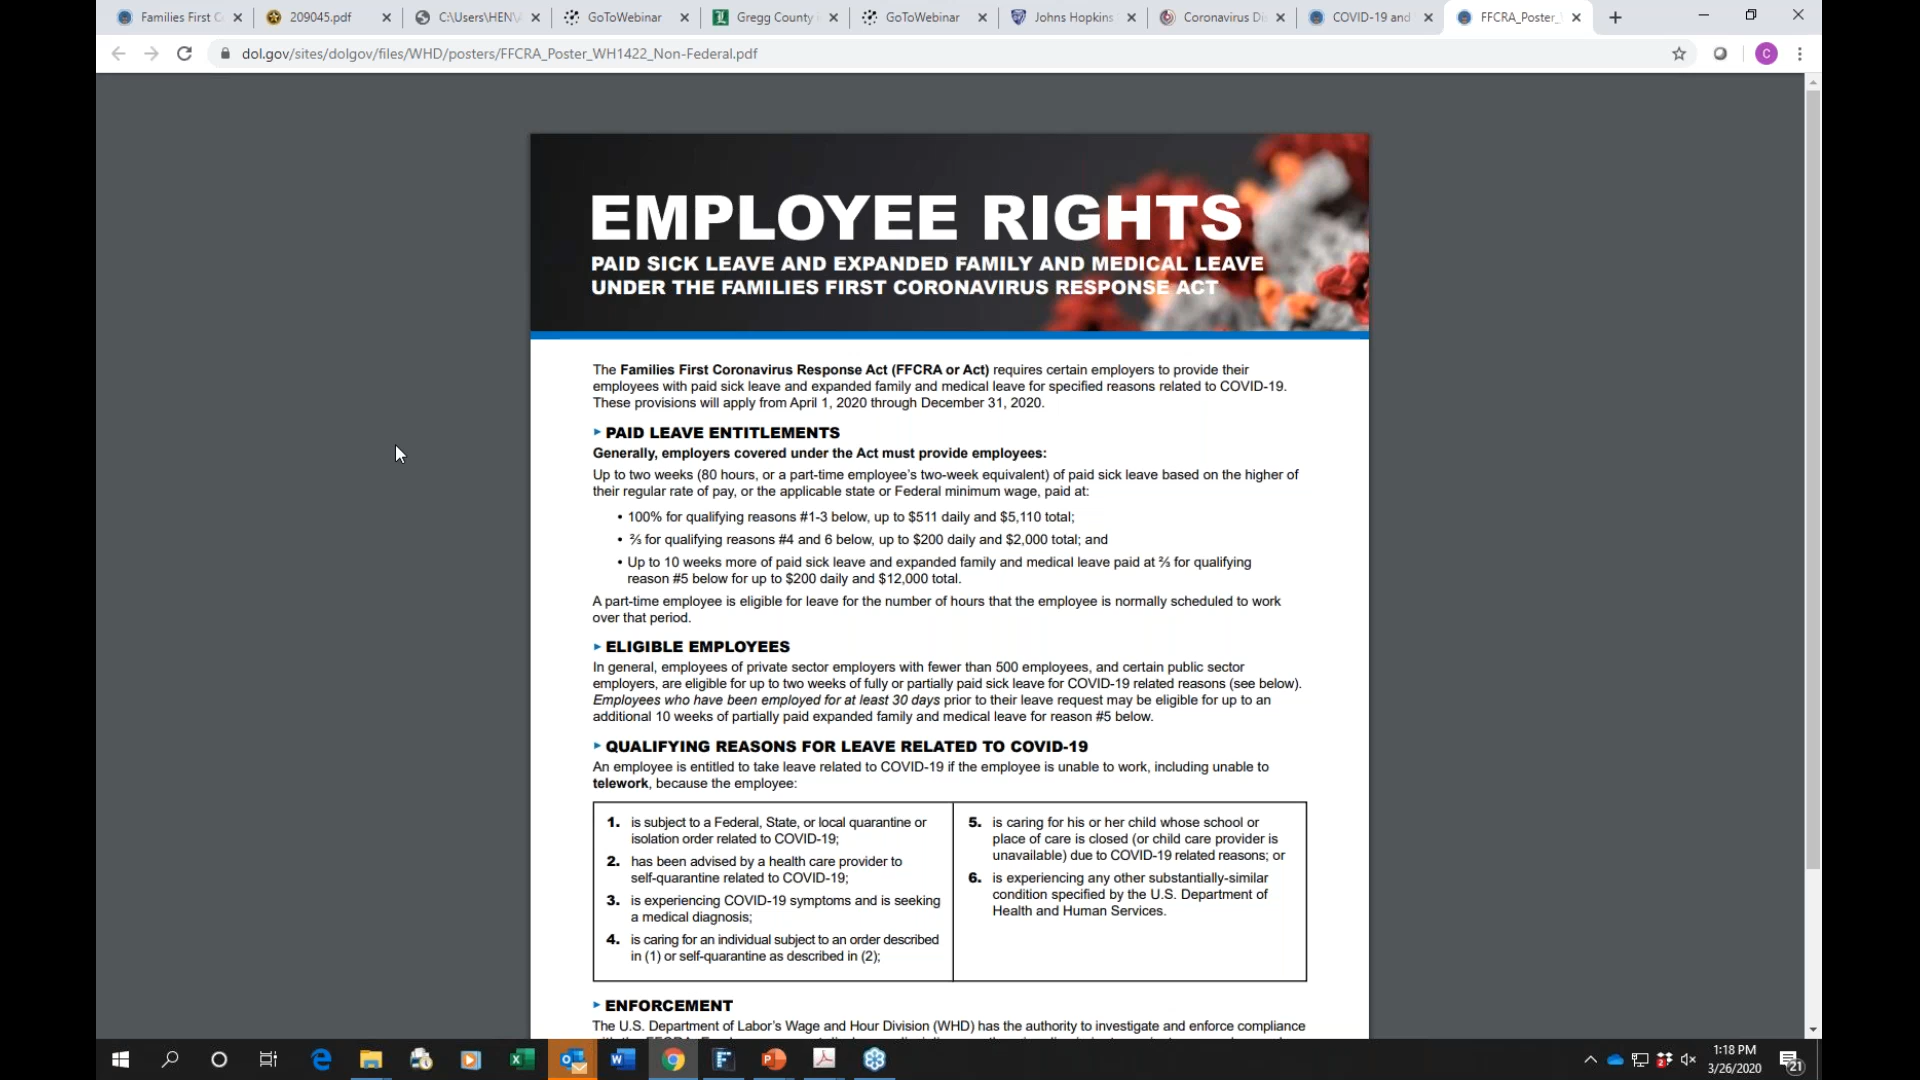 Families First C
209045.pdf
C:\Users\HEN\A
GoToWebinar
Gregg County
GoToWebinar
Johns Hopkins
Coronavirus Di
COVID-19 and
FFCRA_Poster_
dol.gov/sites/dolgov/files/WHD/posters/FFCRA_Poster_WH1422_Non-Federal.pdf
C
EMPLOYEE RIGHTS
PAID SICK LEAVE AND EXPANDED FAMILY AND MEDICAL LEAVE
UNDER THE FAMILIES FIRST CORONAVIRUS RESPONSE ACT
The Families First Coronavirus Response Act (FFCRA or Act) requires certain employers to provide their
employees with paid sick leave and expanded family and medical leave for specified reasons related to COVID-19.
These provisions will apply from April 1, 2020 through December 31, 2020.
► PAID LEAVE ENTITLEMENTS
Generally, employers covered under the Act must provide employees:
Up to two weeks (80 hours, or a part-time employee's two-week equivalent) of paid sick leave based on the higher of
their regular rate of pay, or the applicable state or Federal minimum wage, paid at:
• 100% for qualifying reasons #1-3 below, up to $511 daily and $5,110 total;
• ⅔ for qualifying reasons #4 and 6 below, up to $200 daily and $2,000 total; and
• Up to 10 weeks more of paid sick leave and expanded family and medical leave paid at ⅔ for qualifying
reason #5 below for up to $200 daily and $12,000 total.
A part-time employee is eligible for leave for the number of hours that the employee is normally scheduled to work
over that period.
► ELIGIBLE EMPLOYEES
In general, employees of private sector employers with fewer than 500 employees, and certain public sector
employers, are eligible for up to two weeks of fully or partially paid sick leave for COVID-19 related reasons (see below).
Employees who have been employed for at least 30 days prior to their leave request may be eligible for up to an
additional 10 weeks of partially paid expanded family and medical leave for reason #5 below.
► QUALIFYING REASONS FOR LEAVE RELATED TO COVID-19
An employee is entitled to take leave related to COVID-19 if the employee is unable to work, including unable to
telework, because the employee:
1. is subject to a Federal, State, or local quarantine or
isolation order related to COVID-19;
2. has been advised by a health care provider to
self-quarantine related to COVID-19;
3. is experiencing COVID-19 symptoms and is seeking
a medical diagnosis;
4. is caring for an individual subject to an order described
in (1) or self-quarantine as described in (2);
5. is caring for his or her child whose school or
place of care is closed (or child care provider is
unavailable) due to COVID-19 related reasons; or
6. is experiencing any other substantially-similar
condition specified by the U.S. Department of
Health and Human Services.
► ENFORCEMENT
The U.S. Department of Labor's Wage and Hour Division (WHD) has the authority to investigate and enforce compliance
1:18 PM
3/26/2020
21